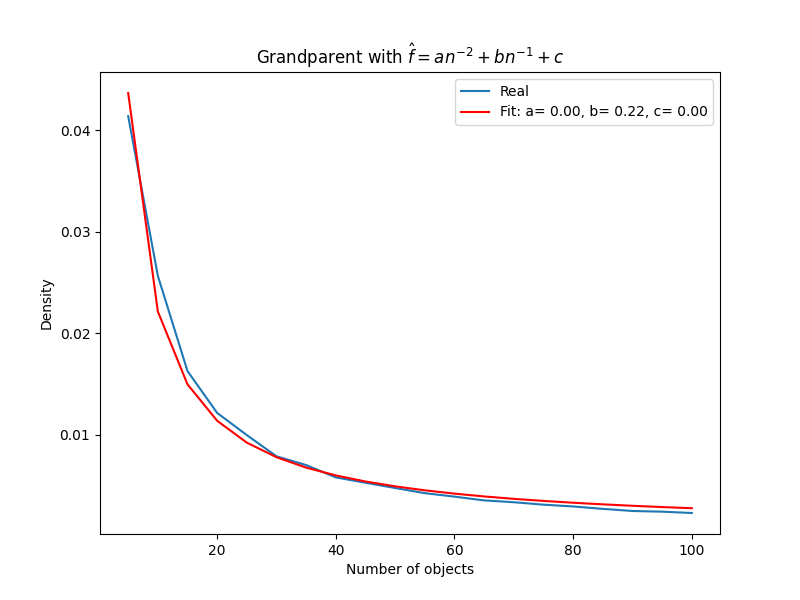 Grandparent with $\hat{f} = an^{-2} + bn^{-1} + c$
Real
Fit: a= 0.00, b= 0.22, c= 0.00
0.04
0.03
0.02
0.01
Density
20 40 60 80 100
Number of objects